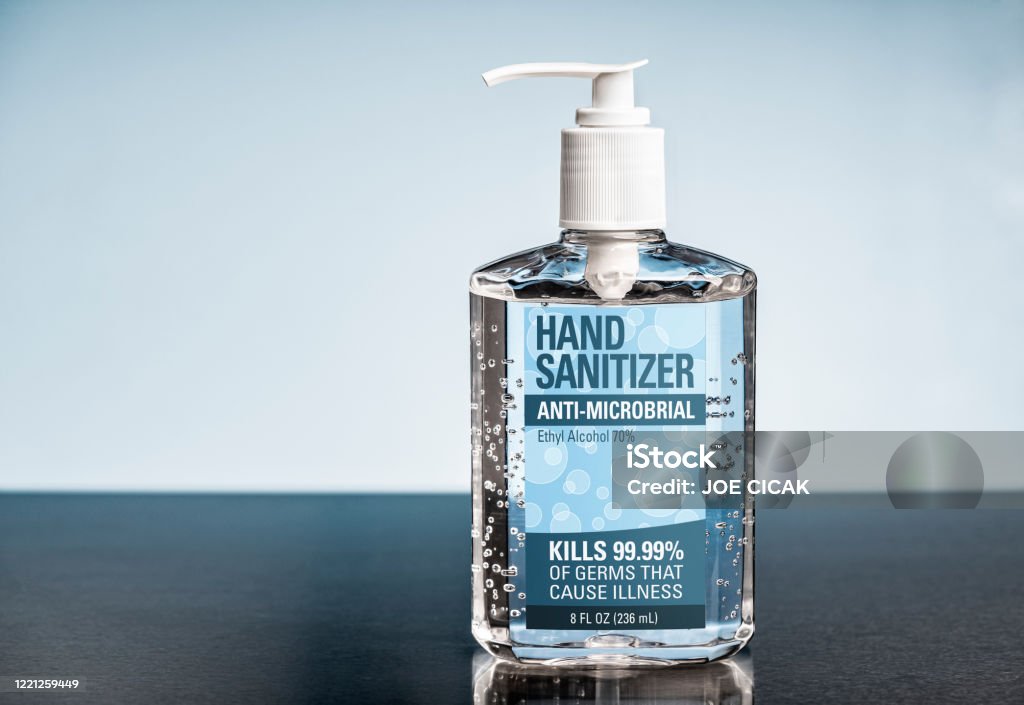 HAND
SANITIZER
ANTI-MICROBRIAL
Ethyl Alcohol 70%
iStock™
Credit: JOE CICAK
KILLS 99.99%
OF GERMS THAT
CAUSE ILLNESS
8 FL OZ (236 mL)
1221259449